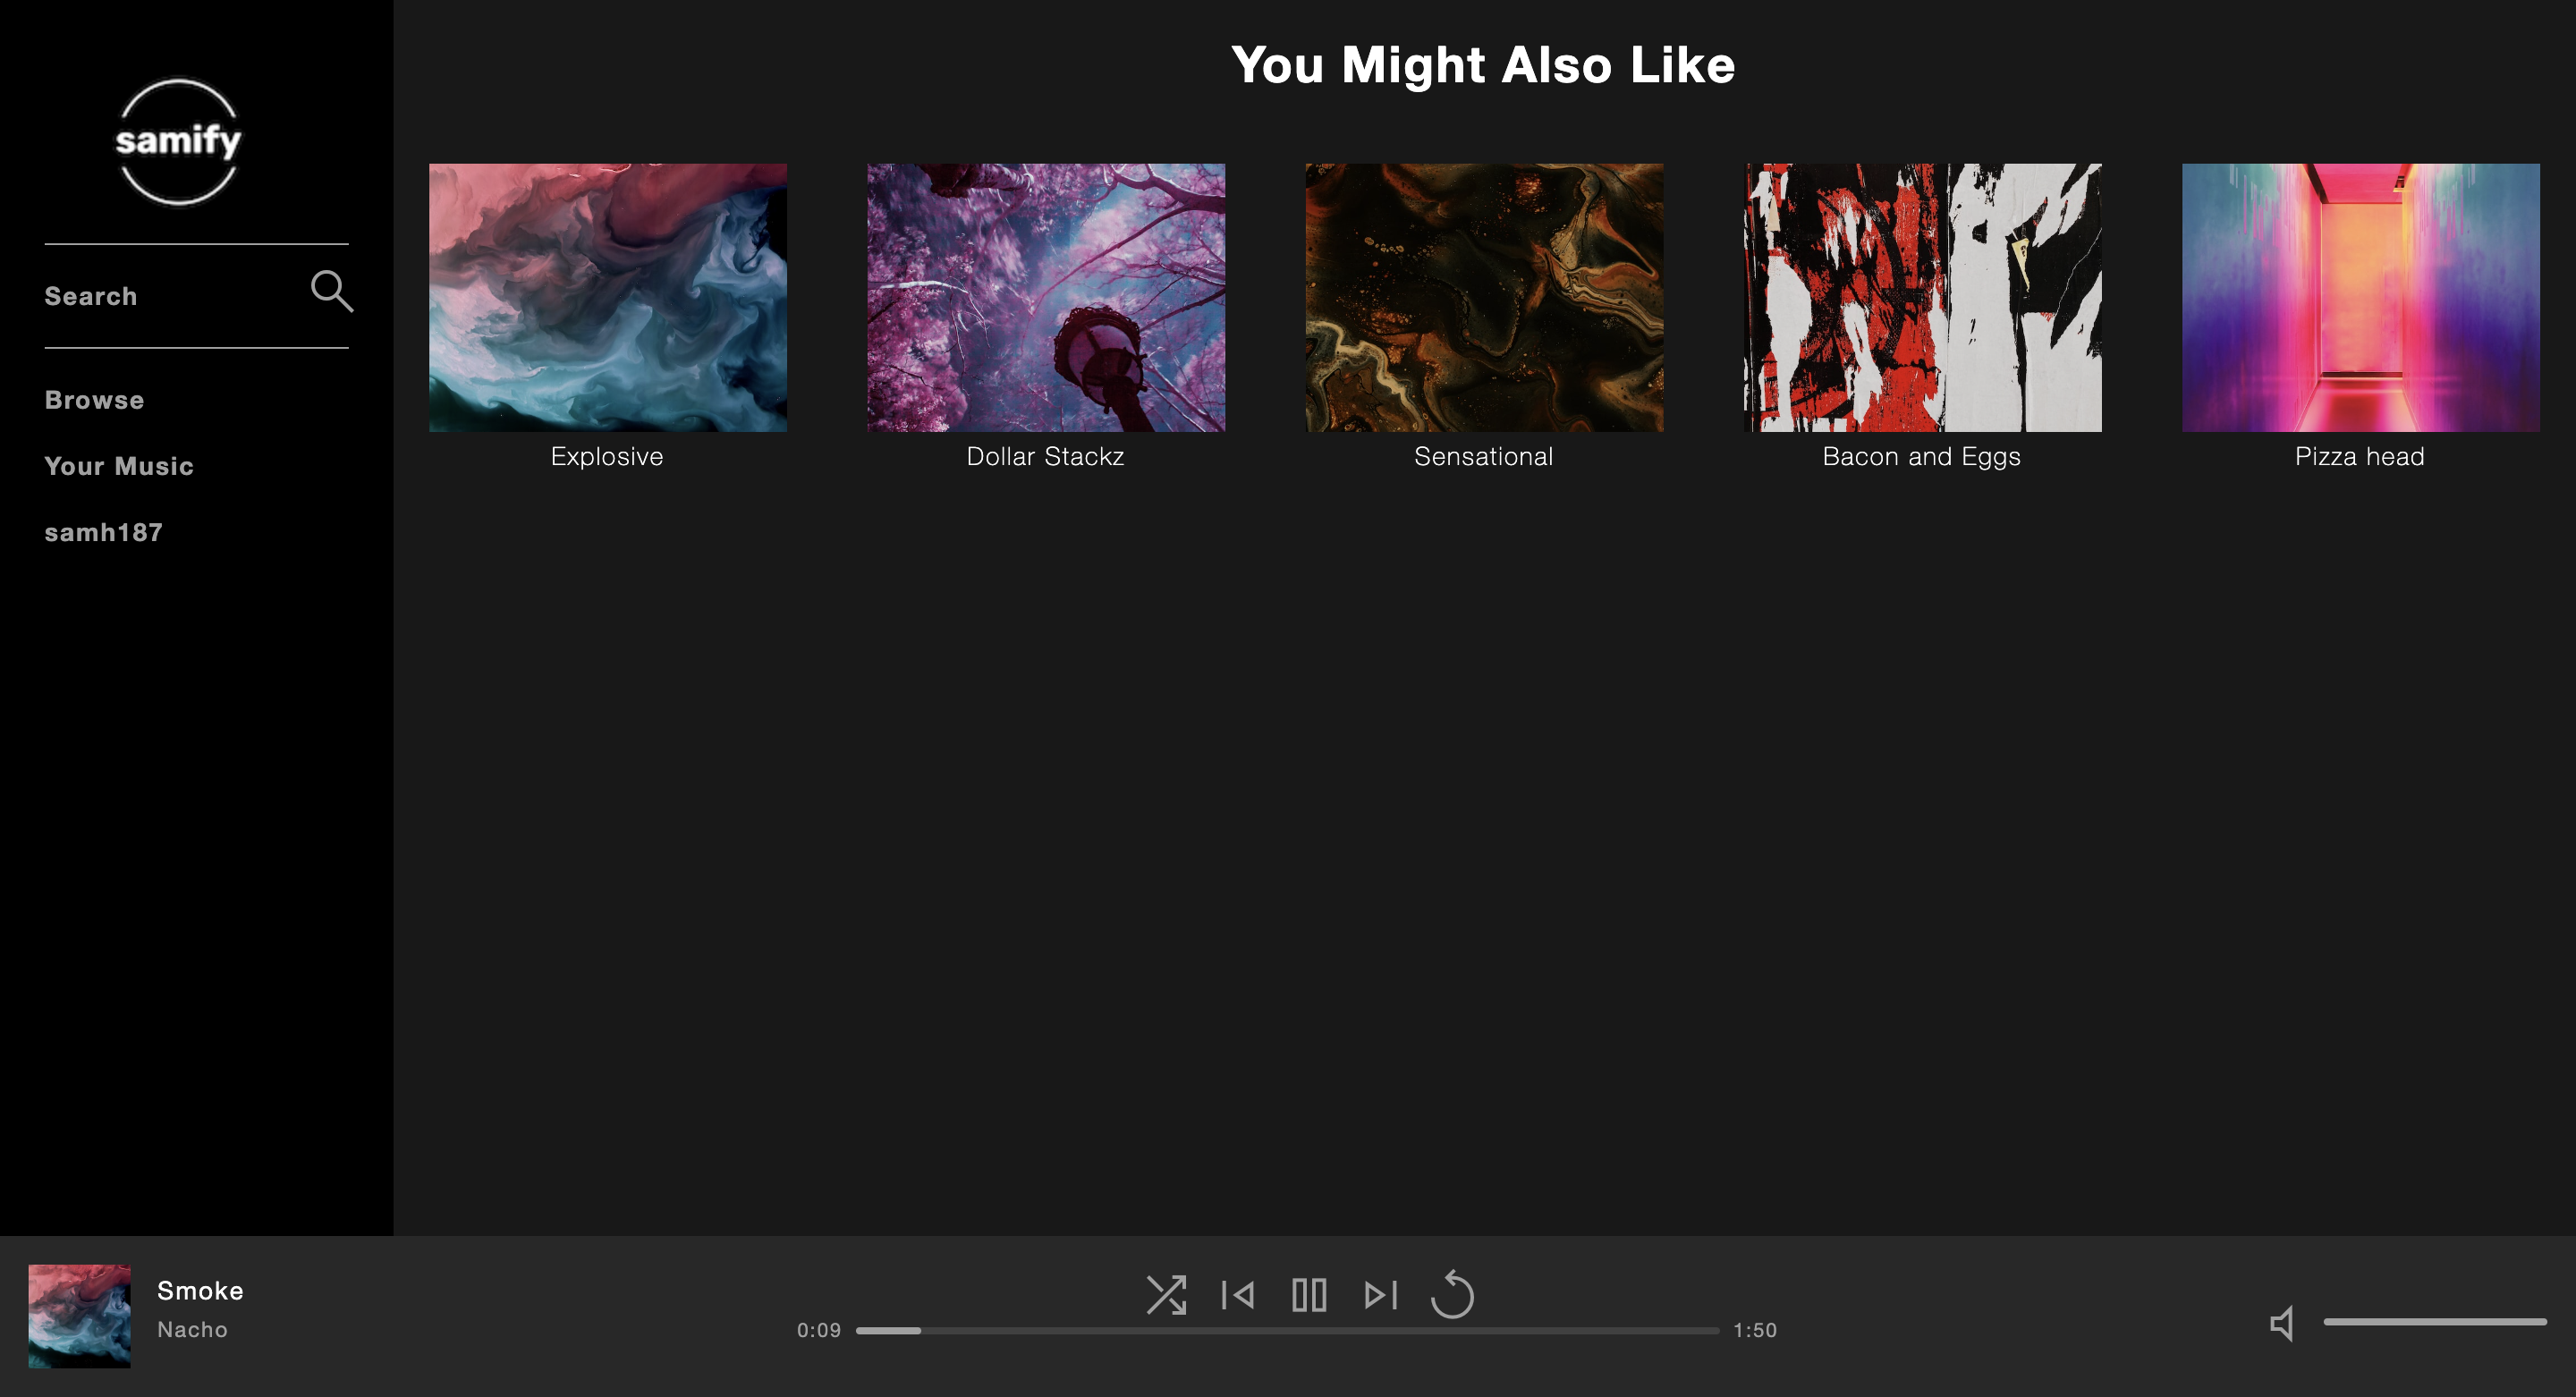 samify
Search
Browse
Your Music
samh187
You Might Also Like
Explosive
Dollar Stackz
Sensational
Bacon and Eggs
Pizza head
Smoke
Nacho
0:09
1:50